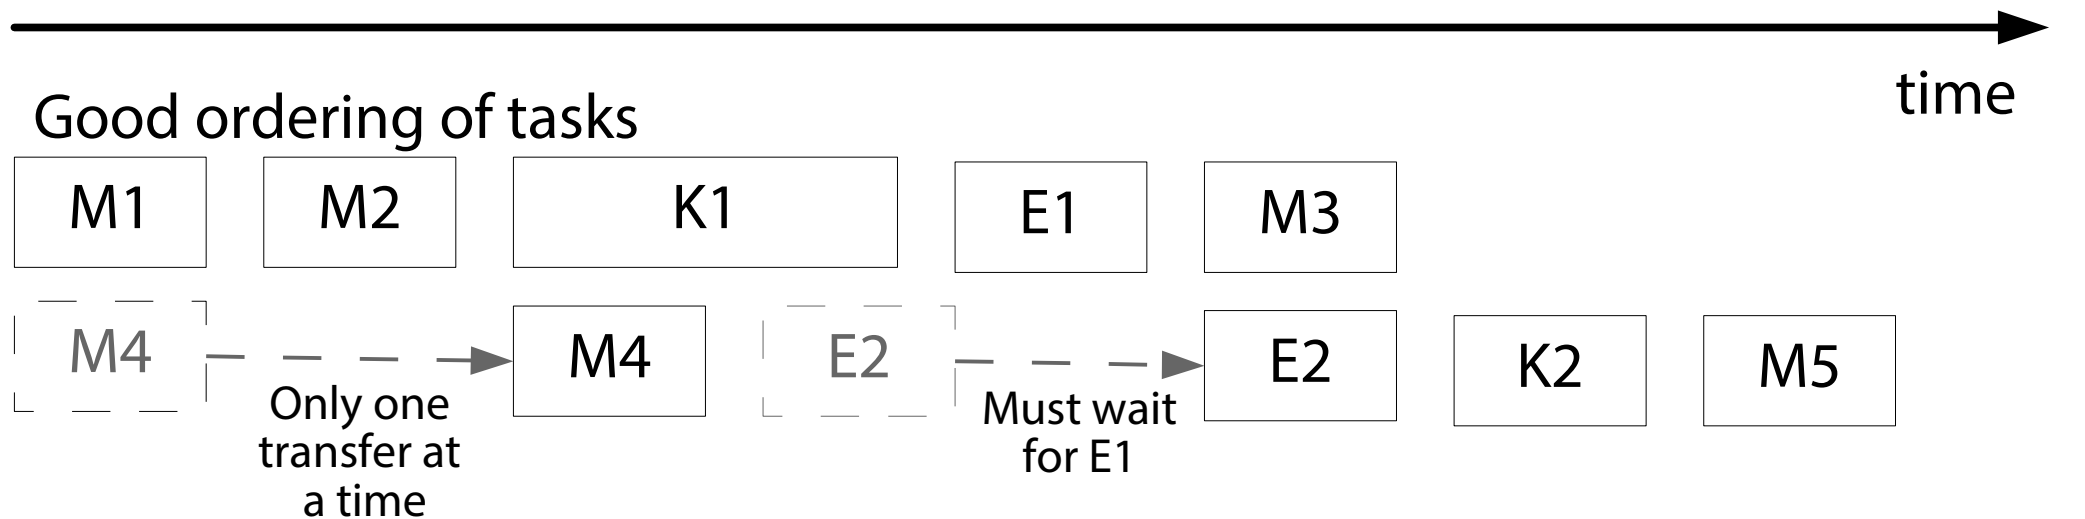 time
Good ordering of tasks
M1 M2 K1 E1 M3
M4 M4 E2 E2 K2 M5
Only one
transfer at
a time
Must wait
for E1